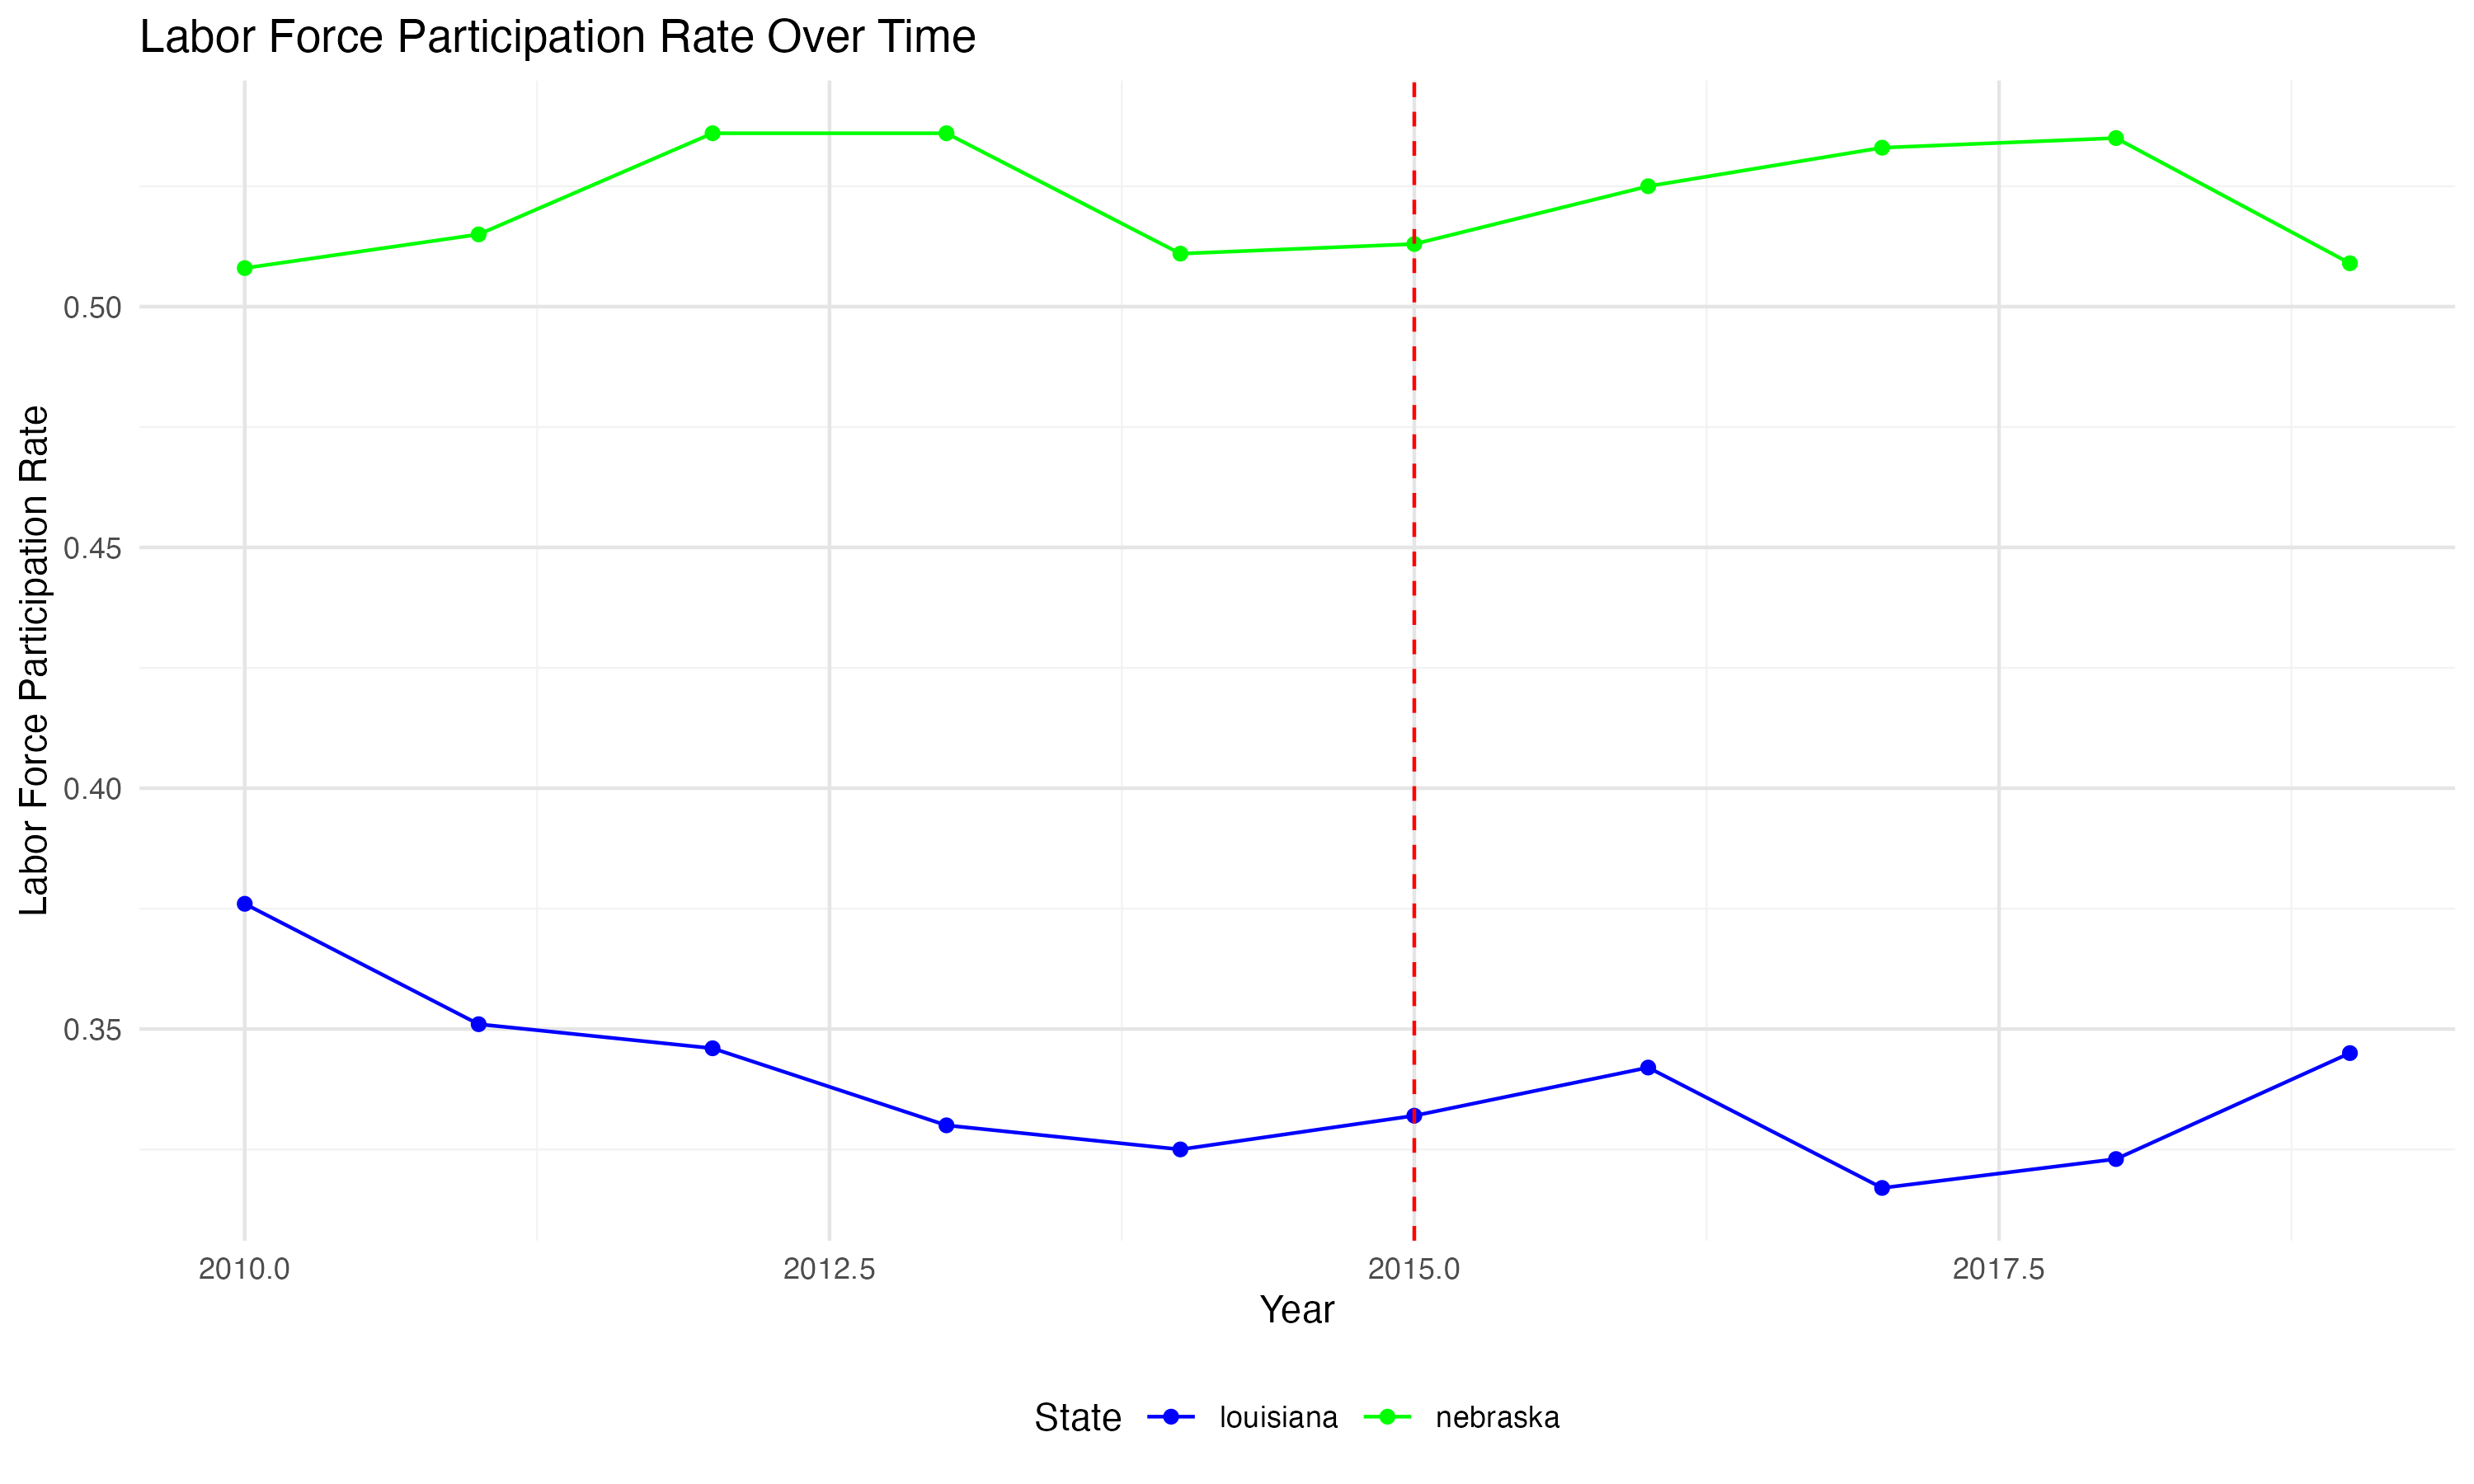 Labor Force Participation Rate Over Time
Labor Force Participation Rate
0.50
0.45
0.40
0.35
2010.0 2012.5 2015.0 2017.5
Year
State louisiana nebraska